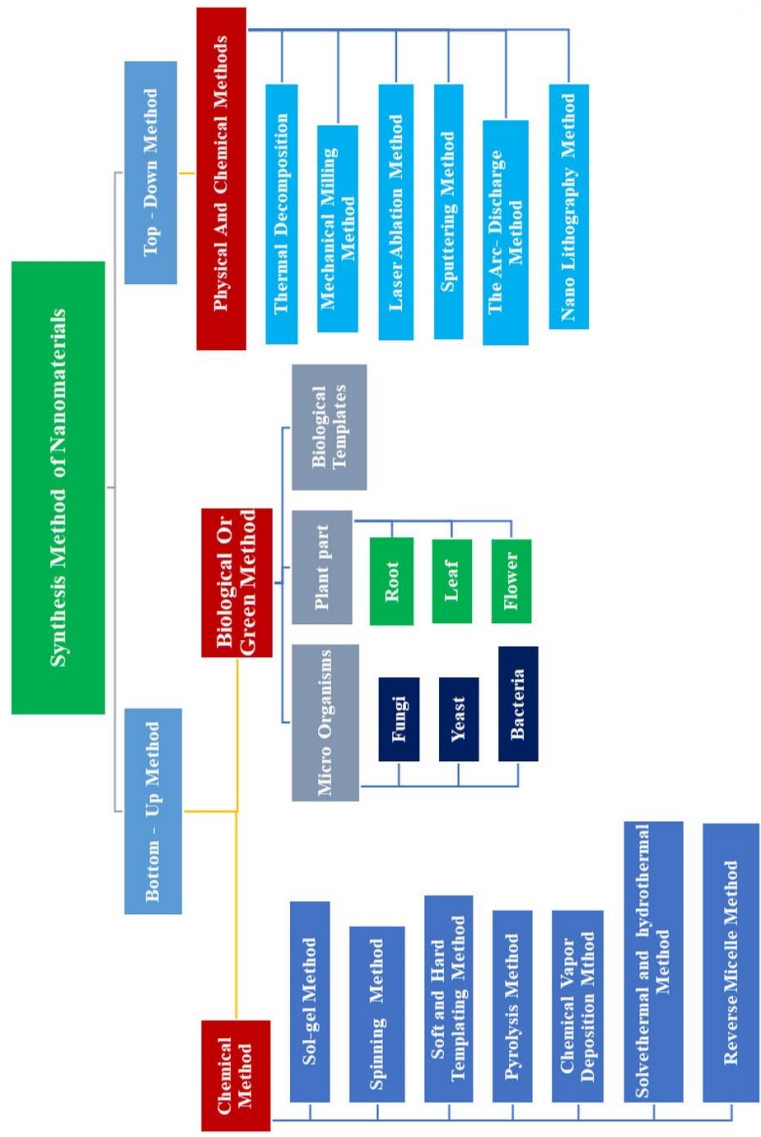 Synthesis Method of Nanomaterials
Bottom - Up Method
Top - Down Method
Chemical
Method
Biological Or
Green Method
Physical And Chemical Methods
Sol-gel Method
Spinning Method
Soft and Hard
Templating Method
Pyrolysis Method
Chemical Vapor
Deposition Mthod
Solvethermal and hydrothermal
Method
Reverse Micelle Method
Micro Organisms
Fungi
Yeast
Bacteria
Plant part
Root
Leaf
Flower
Biological
Templates
Thermal Decomposition
Mechanical Milling
Method
Laser Ablation Method
Sputtering Method
The Arc- Discharge
Method
Nano Lithography Method